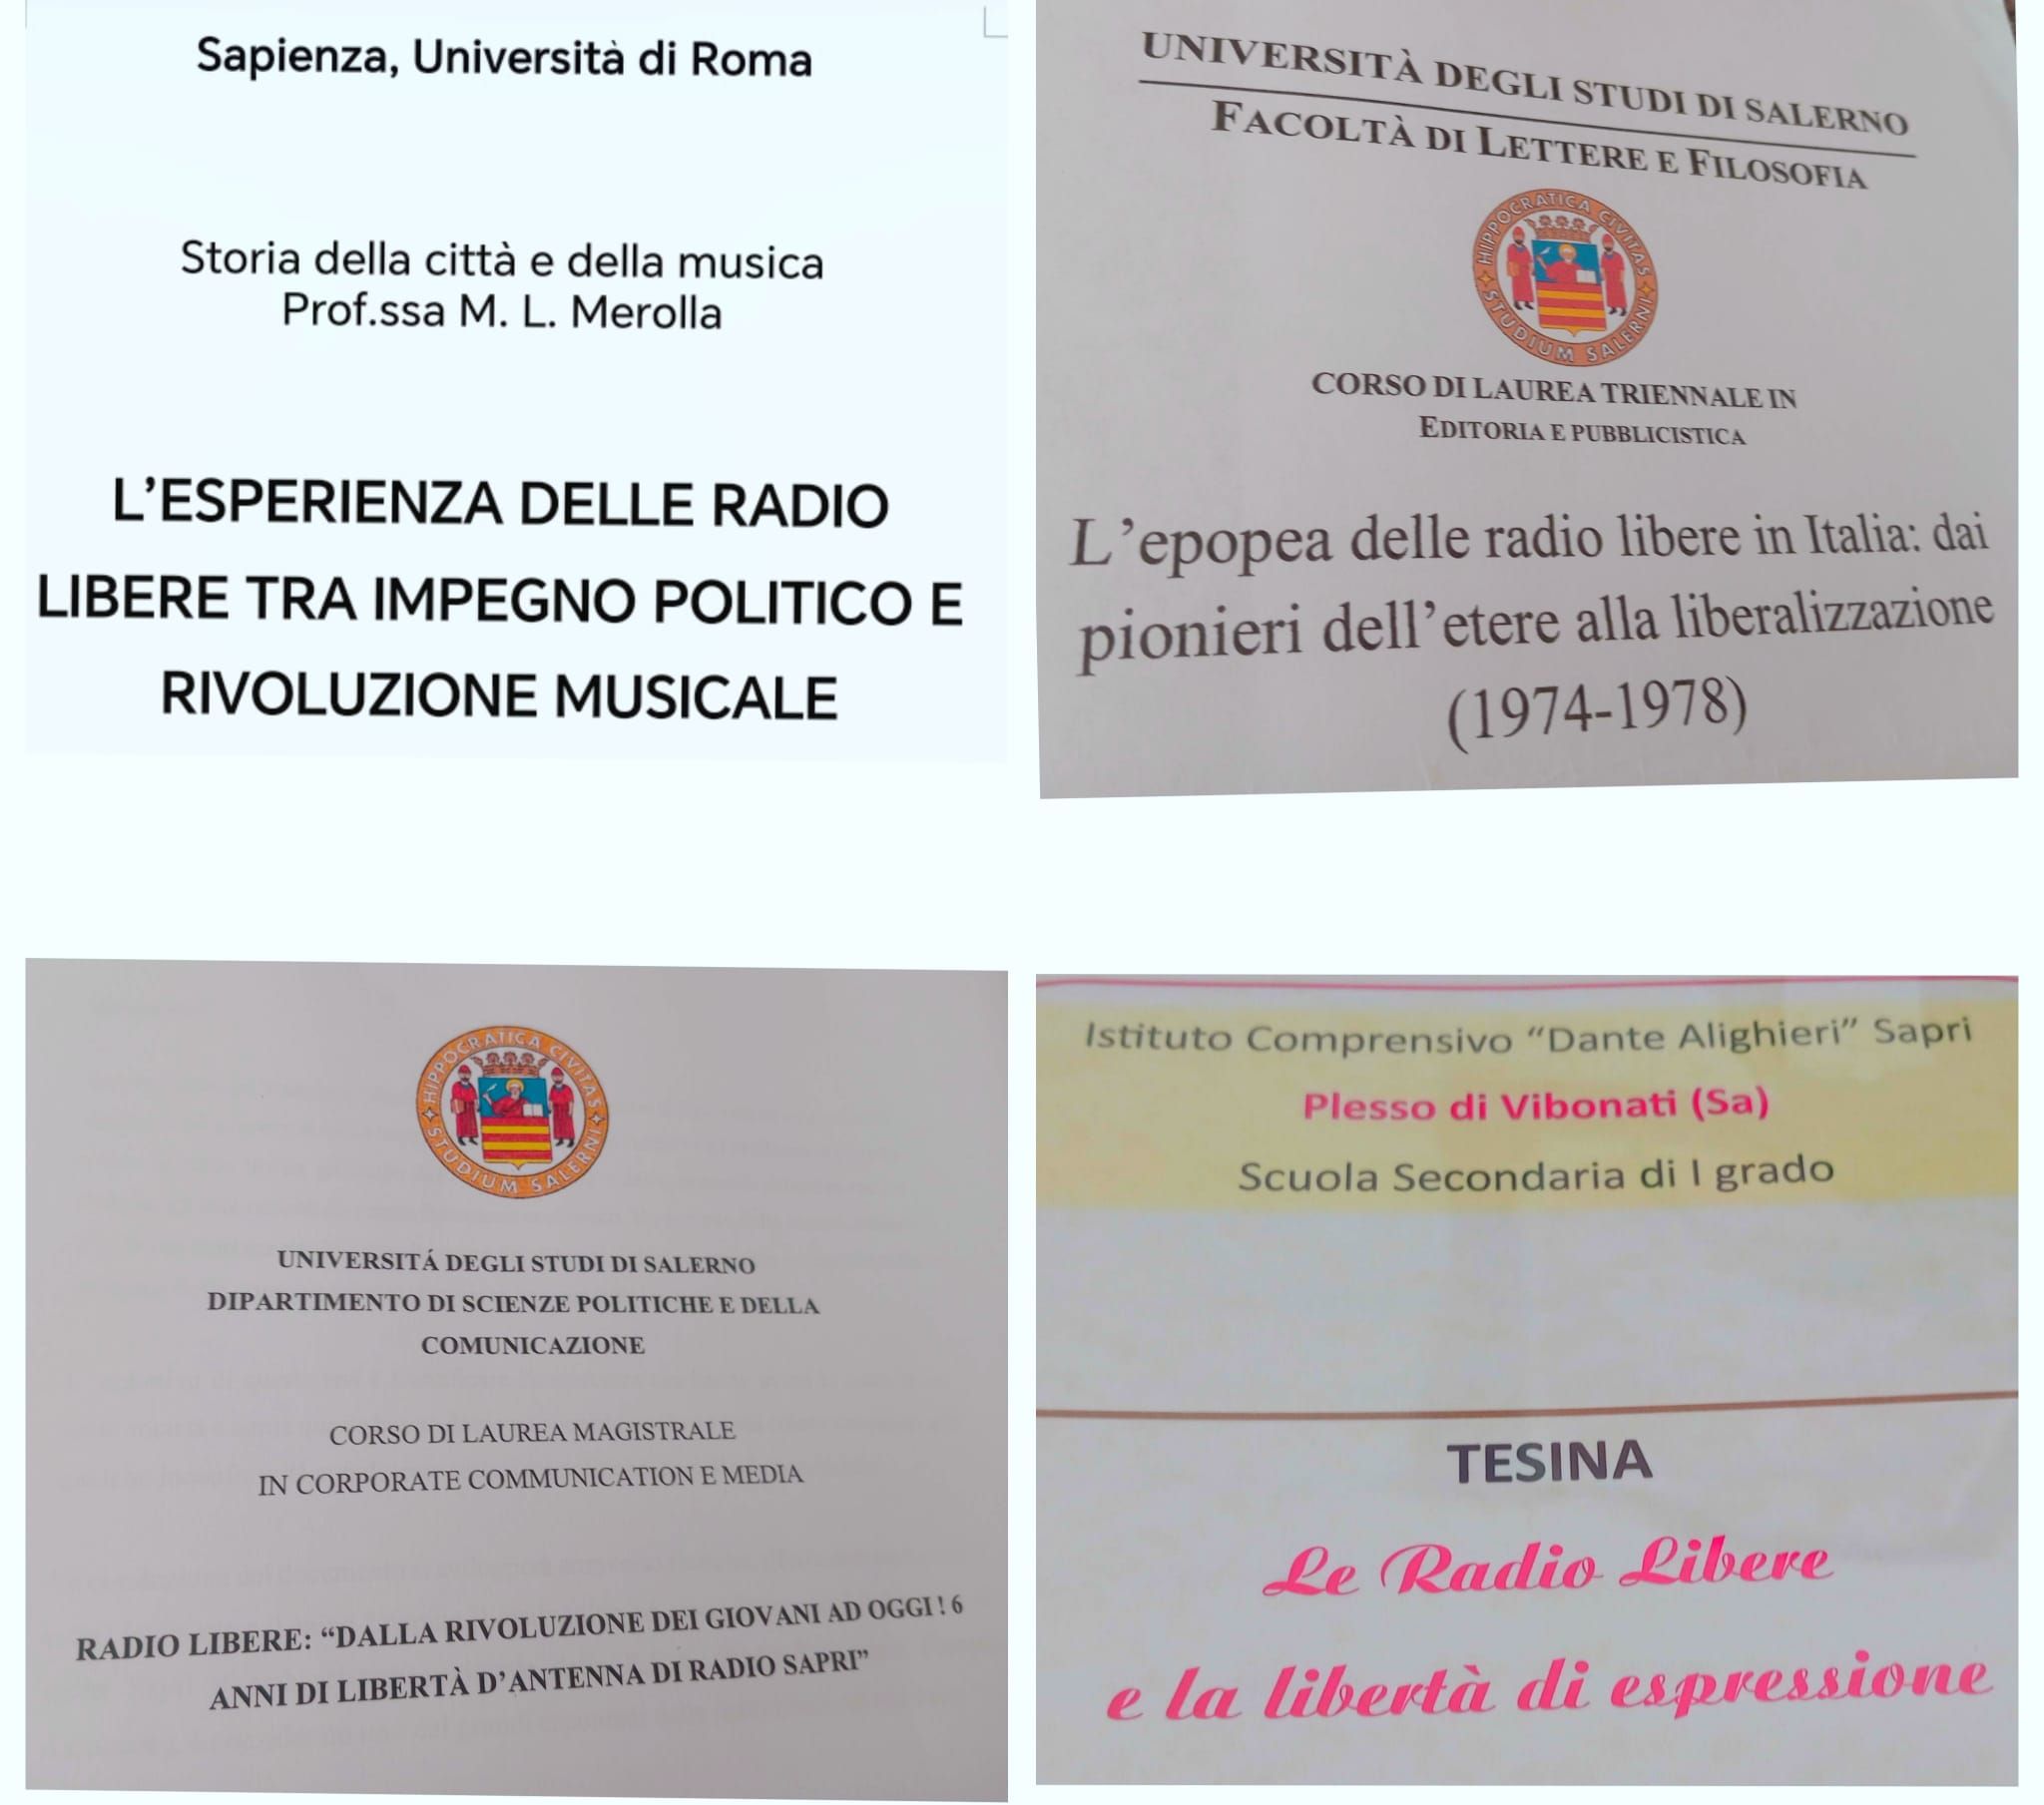 Sapienza, Università di Roma
Storia della città e della musica
Prof.ssa M. L. Merolla
L’ESPERIENZA DELLE RADIO
LIBERE TRA IMPEGNO POLITICO E
RIVOLUZIONE MUSICALE
UNIVERSITÀ DEGLI STUDI DI SALERNO
FACOLTÀ DI LETTERE E FILOSOFIA
HIPPOCRATICA CIVITAS
STUDIUM SALERNI
CORSO DI LAUREA TRIENNALE IN
EDITORIA E PUBBLICISTICA
L’epopea delle radio libere in Italia: dai
pionieri dell’etere alla liberalizzazione
(1974-1978)
HIPPOCRATICA CIVITAS
STUDIUM SALERNI
UNIVERSITÁ DEGLI STUDI DI SALERNO
DIPARTIMENTO DI SCIENZE POLITICHE E DELLA
COMUNICAZIONE
CORSO DI LAUREA MAGISTRALE
IN CORPORATE COMMUNICATION E MEDIA
RADIO LIBERE: “DALLA RIVOLUZIONE DEI GIOVANI AD OGGI! 6
ANNI DI LIBERTÀ D’ANTENNA DI RADIO SAPRI”
Istituto Comprensivo “Dante Alighieri” Sapri
Plesso di Vibonati (Sa)
Scuola Secondaria di I grado
TESINA
Le Radio Libere
e la libertà di espressione